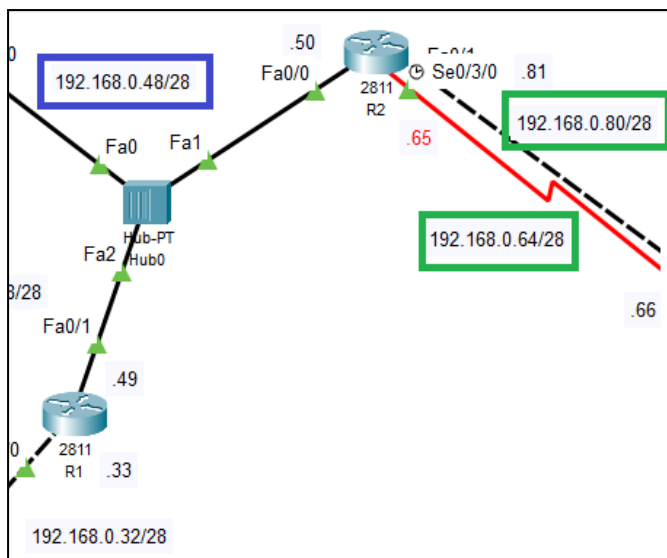 .50
Fa0/1
Se0/3/0
.81
192.168.0.48/28
Fa0/0
2811
R2
192.168.0.80/28
.65
Fa0
Fa1
Hub-PT
Hub0
192.168.0.64/28
Fa2
3/28
.66
Fa0/1
.49
2811
R1
.33
0
192.168.0.32/28